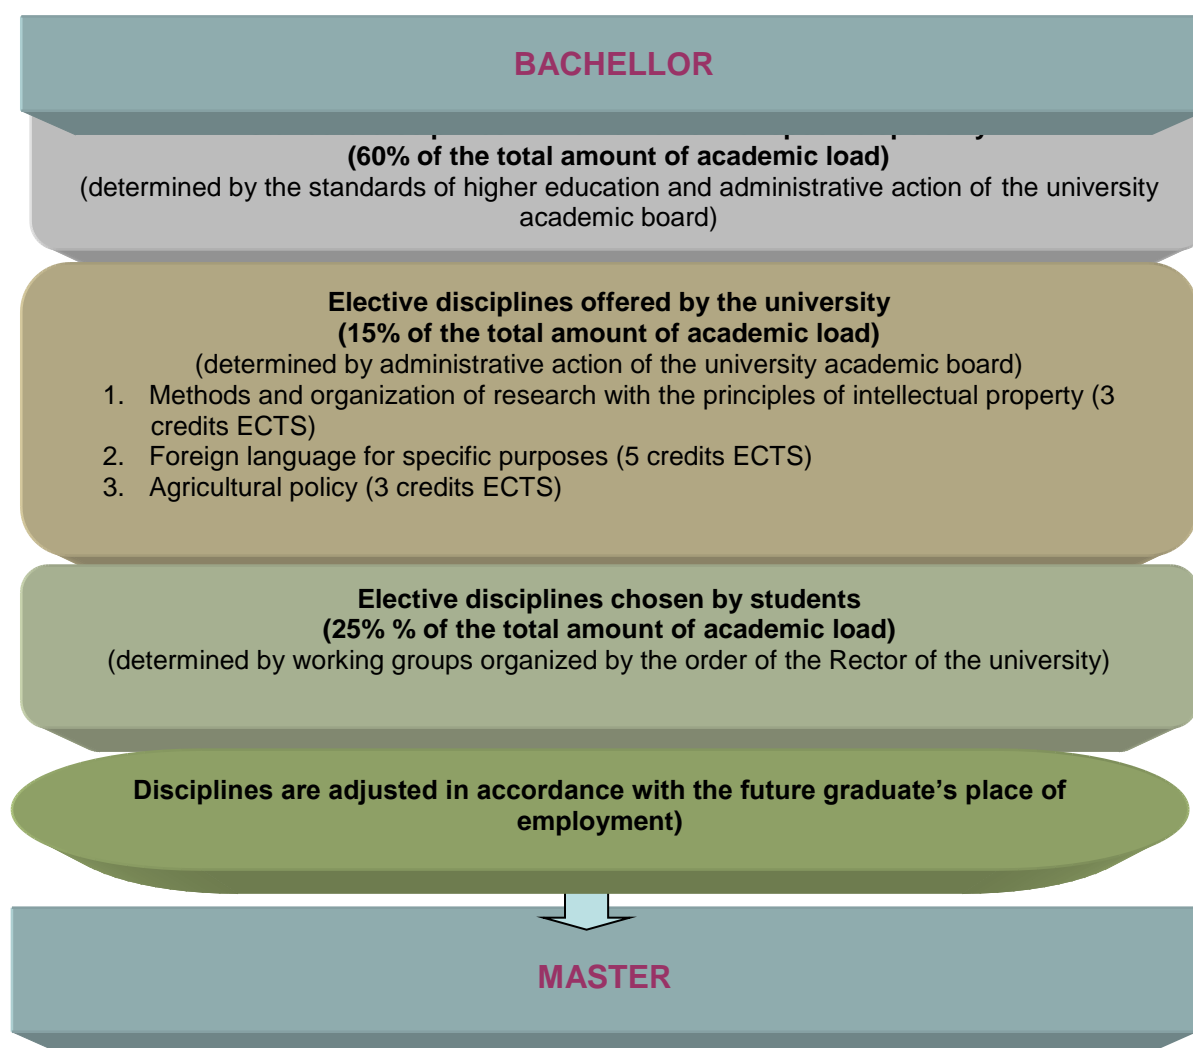 BACHELLOR
(60% of the total amount of academic load)
(determined by the standards of higher education and administrative action of the university
academic board)
Elective disciplines offered by the university
(15% of the total amount of academic load)
(determined by administrative action of the university academic board)
1. Methods and organization of research with the principles of intellectual property (3
credits ECTS)
2. Foreign language for specific purposes (5 credits ECTS)
3. Agricultural policy (3 credits ECTS)
Elective disciplines chosen by students
(25% % of the total amount of academic load)
(determined by working groups organized by the order of the Rector of the university)
Disciplines are adjusted in accordance with the future graduate’s place of
employment)
MASTER